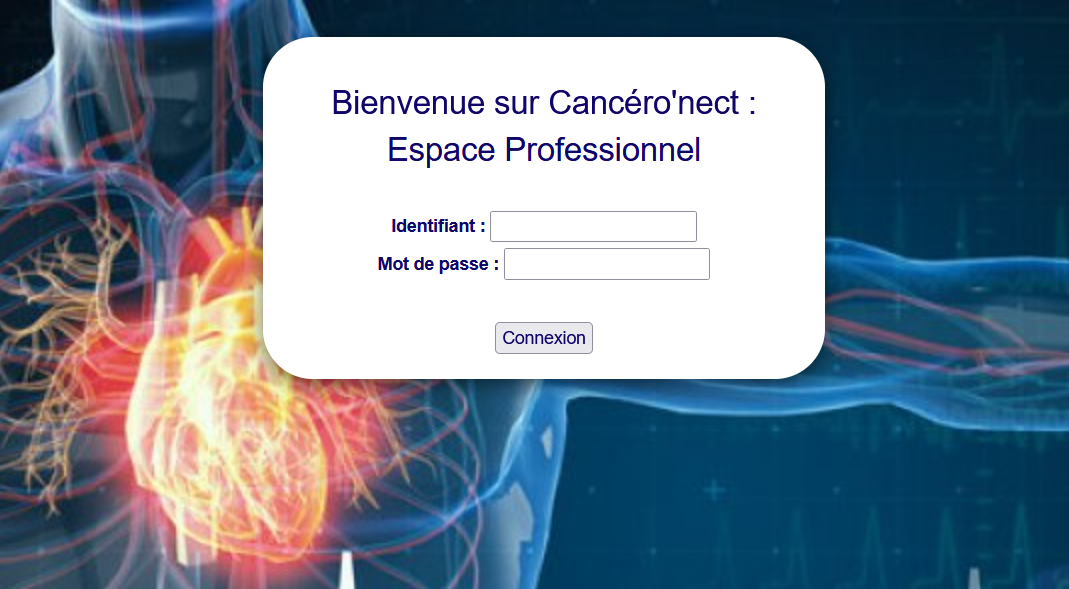 Bienvenue sur Cancéro'nect :
Espace Professionnel
Identifiant :
Mot de passe :
Connexion